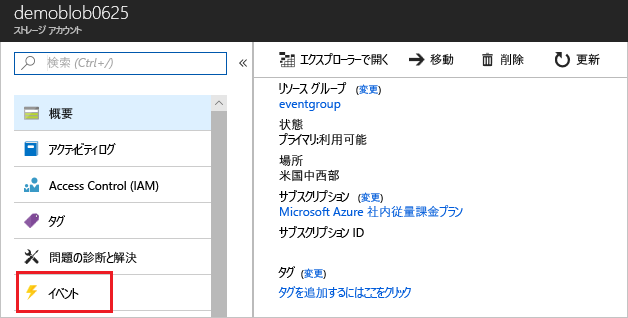 demoblob0625
ストレージ アカウント
検索 (Ctrl+/)
概要
アクティビティログ
Access Control (IAM)
タグ
問題の診断と解決
イベント
エクスプローラーで開く
移動
削除
更新
リソース グループ (変更)
eventgroup
状態
プライマリ:利用可能
場所
米国中西部
サブスクリプション (変更)
Microsoft Azure 社内従量課金プラン
サブスクリプション ID
タグ (変更)
タグを追加するにはここをクリック